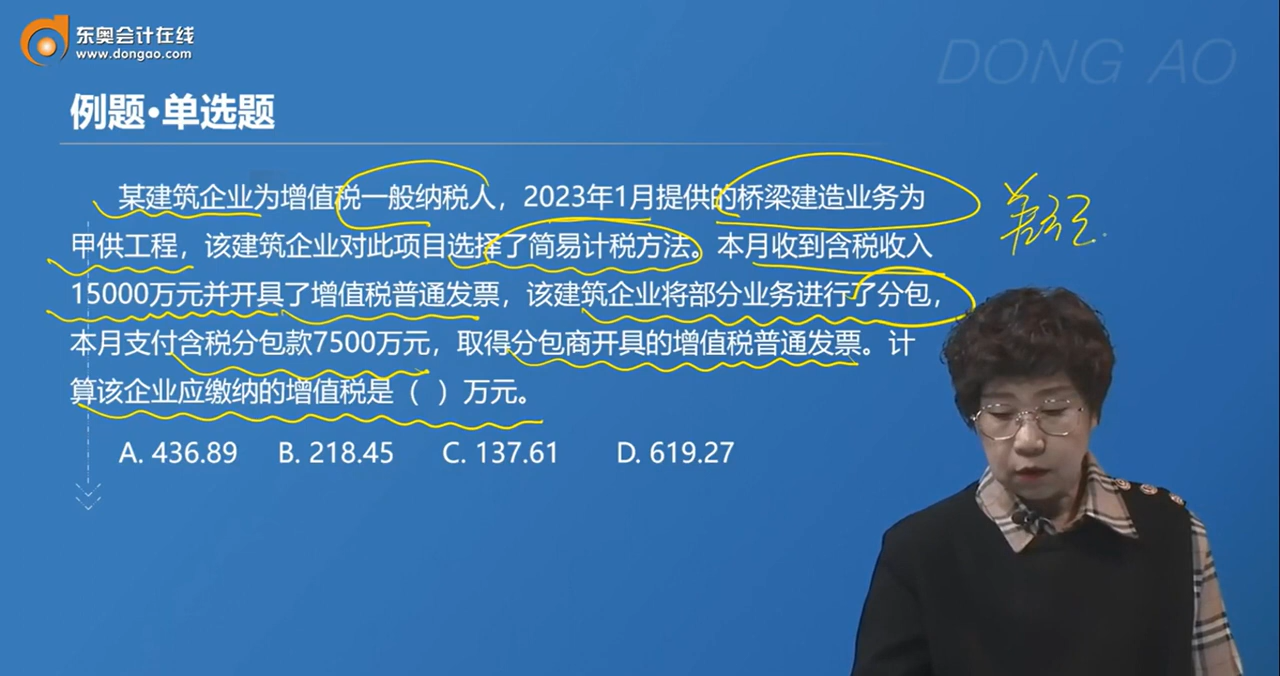 东奥会计在线
www.dongao.com
DONG AO
例题•单选题
某建筑企业为增值税一般纳税人，2023年1月提供的桥梁建造业务为
甲供工程，该建筑企业对此项目选择了简易计税方法。本月收到含税收入
15000万元并开具了增值税普通发票，该建筑企业将部分业务进行了分包，
本月支付含税分包款7500万元，取得分包商开具的增值税普通发票。计
算该企业应缴纳的增值税是（ ）万元。
A. 436.89 B. 218.45 C. 137.61 D. 619.27